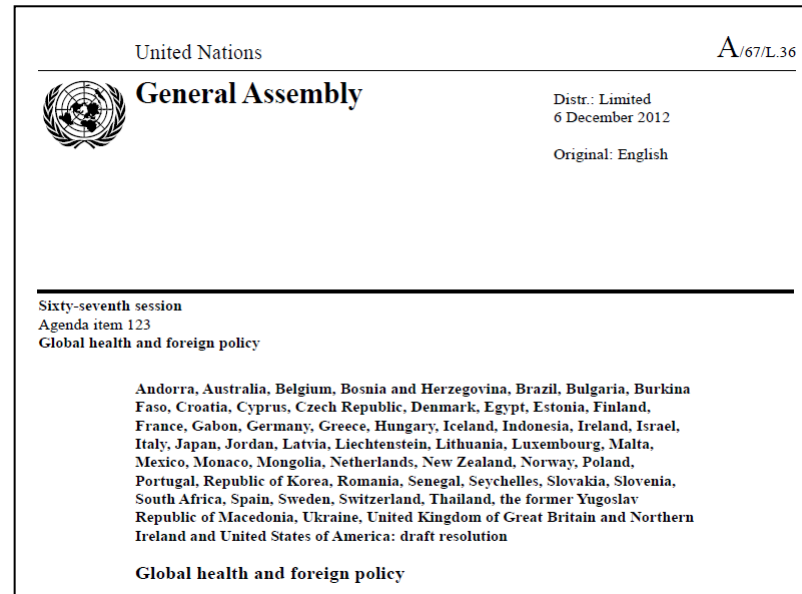 United Nations
A/67/L.36
General Assembly
Distr.: Limited
6 December 2012
Original: English
Sixty-seventh session
Agenda item 123
Global health and foreign policy
Andorra, Australia, Belgium, Bosnia and Herzegovina, Brazil, Bulgaria, Burkina
Faso, Croatia, Cyprus, Czech Republic, Denmark, Egypt, Estonia, Finland,
France, Gabon, Germany, Greece, Hungary, Iceland, Indonesia, Ireland, Israel,
Italy, Japan, Jordan, Latvia, Liechtenstein, Lithuania, Luxembourg, Malta,
Mexico, Monaco, Mongolia, Netherlands, New Zealand, Norway, Poland,
Portugal, Republic of Korea, Romania, Senegal, Seychelles, Slovakia, Slovenia,
South Africa, Spain, Sweden, Switzerland, Thailand, the former Yugoslav
Republic of Macedonia, Ukraine, United Kingdom of Great Britain and Northern
Ireland and United States of America: draft resolution
Global health and foreign policy